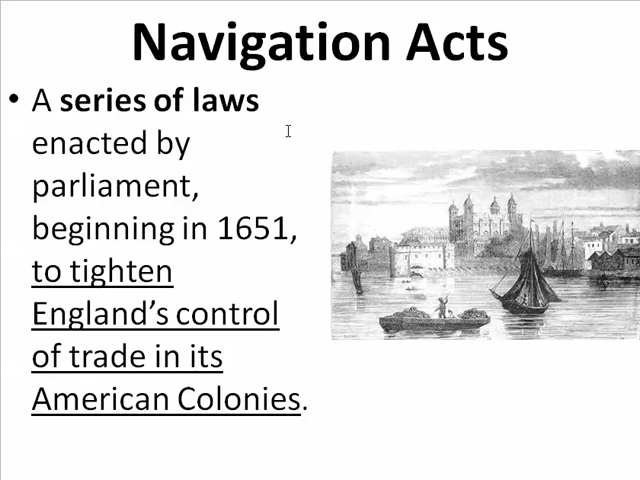 Navigation Acts
• A series of laws
enacted by
parliament,
beginning in 1651,
to tighten
England’s control
of trade in its
American Colonies.